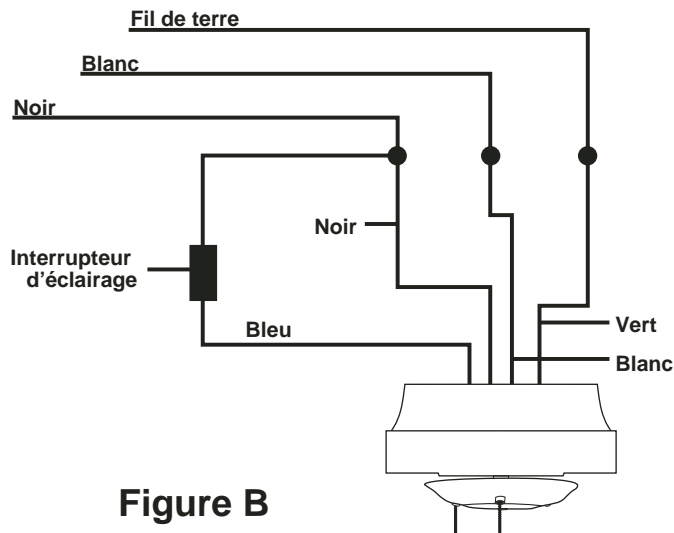 Fil de terre
Blanc
Noir
Noir
Interrupteur
d’éclairage
Bleu
Vert
Blanc
Figure B